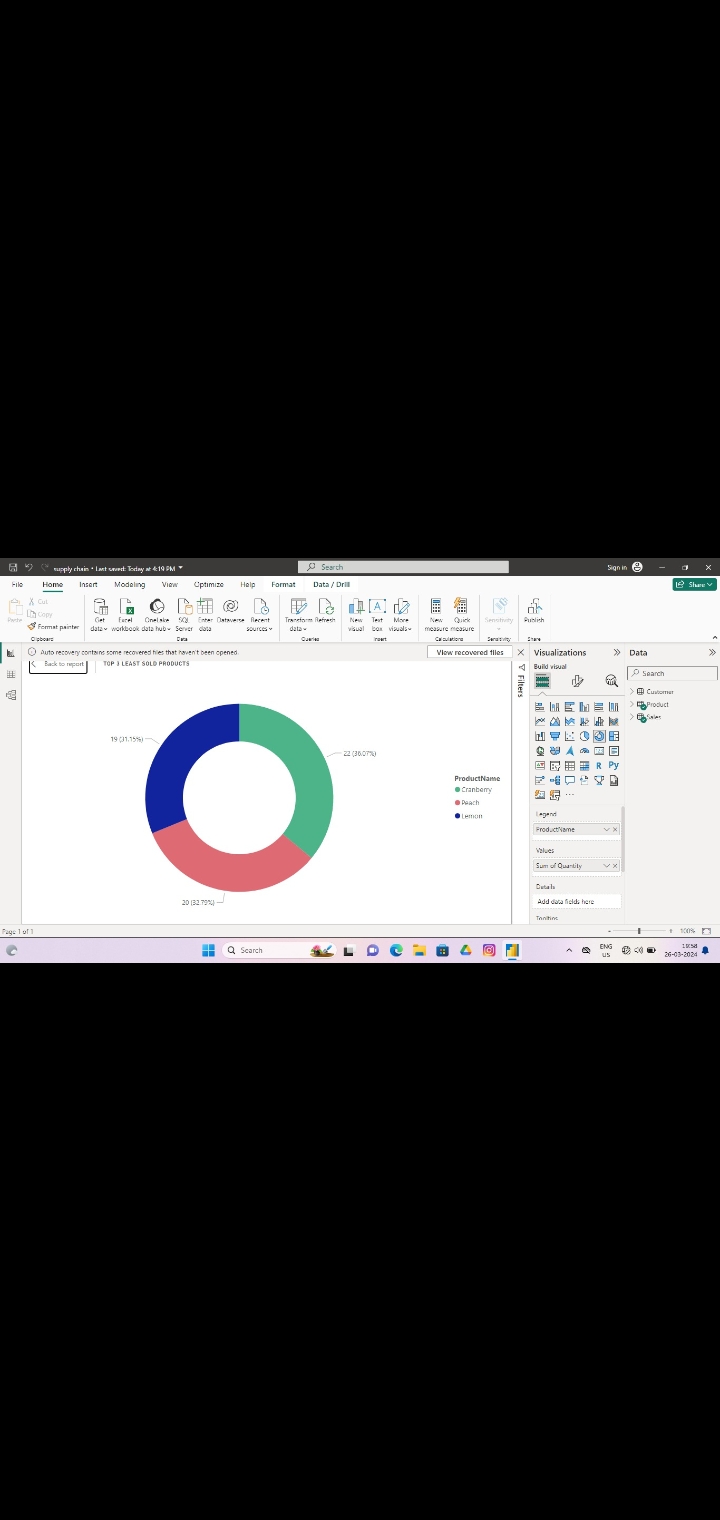 supply chain • Last saved: Today at 4:19 PM
Search
Sign in
File Home Insert Modeling View Optimize Help Format Data / Drill
Share
Paste
Cut
Copy
Format painter
Get data
Excel workbook
OneLake data hub
SQL Server
Enter data
Dataverse
Recent sources
Transform data
Refresh
New visual
Text box
More visuals
New measure
Quick measure
Sensitivity
Publish
Clipboard Data Queries Insert Calculations Sensitivity Share
Auto recovery contains some recovered files that haven't been opened.
View recovered files
Back to report
TOP 3 LEAST SOLD PRODUCTS
19 (31.15%)
22 (36.07%)
20 (32.79%)
ProductName
Cranberry
Peach
Lemon
Filters
Visualizations
Build visual
R Py
Legend
ProductName
Values
Sum of Quantity
Details
Add data fields here
Tooltips
Data
Search
Customer
Product
Sales
Page 1 of 1
100%
Search
ENG
US
26-03-2024